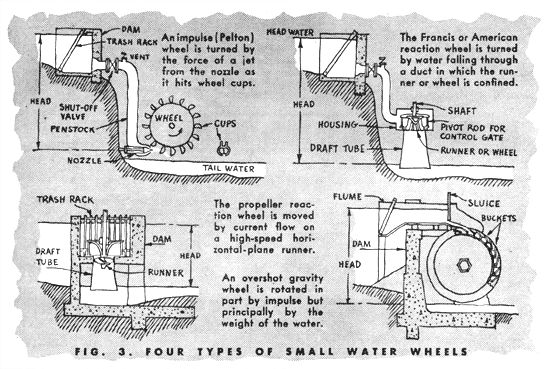 DAM
TRASH RACK
VENT
HEAD
SHUT-OFF
VALVE
PENSTOCK
NOZZLE
WHEEL
CUPS
TAIL WATER
An impulse (Pelton)
wheel is turned by
the force of a jet
from the nozzle as
it hits wheel cups.
HEAD WATER
HEAD
HOUSING
DRAFT TUBE
SHAFT
PIVOT ROD FOR
CONTROL GATE
RUNNER OR WHEEL
The Francis or American
reaction wheel is turned
by water falling through
a duct in which the run-
ner or wheel is confined.
TRASH RACK
DRAFT
TUBE
DAM
HEAD
RUNNER
The propeller reac-
tion wheel is moved
by current flow on
a high-speed hori-
zontal-plane runner.
An overshot gravity
wheel is rotated in
part by impulse but
principally by the
weight of the water.
FLUME
SLUICE
BUCKETS
DAM
HEAD
FIG. 3. FOUR TYPES OF SMALL WATER WHEELS